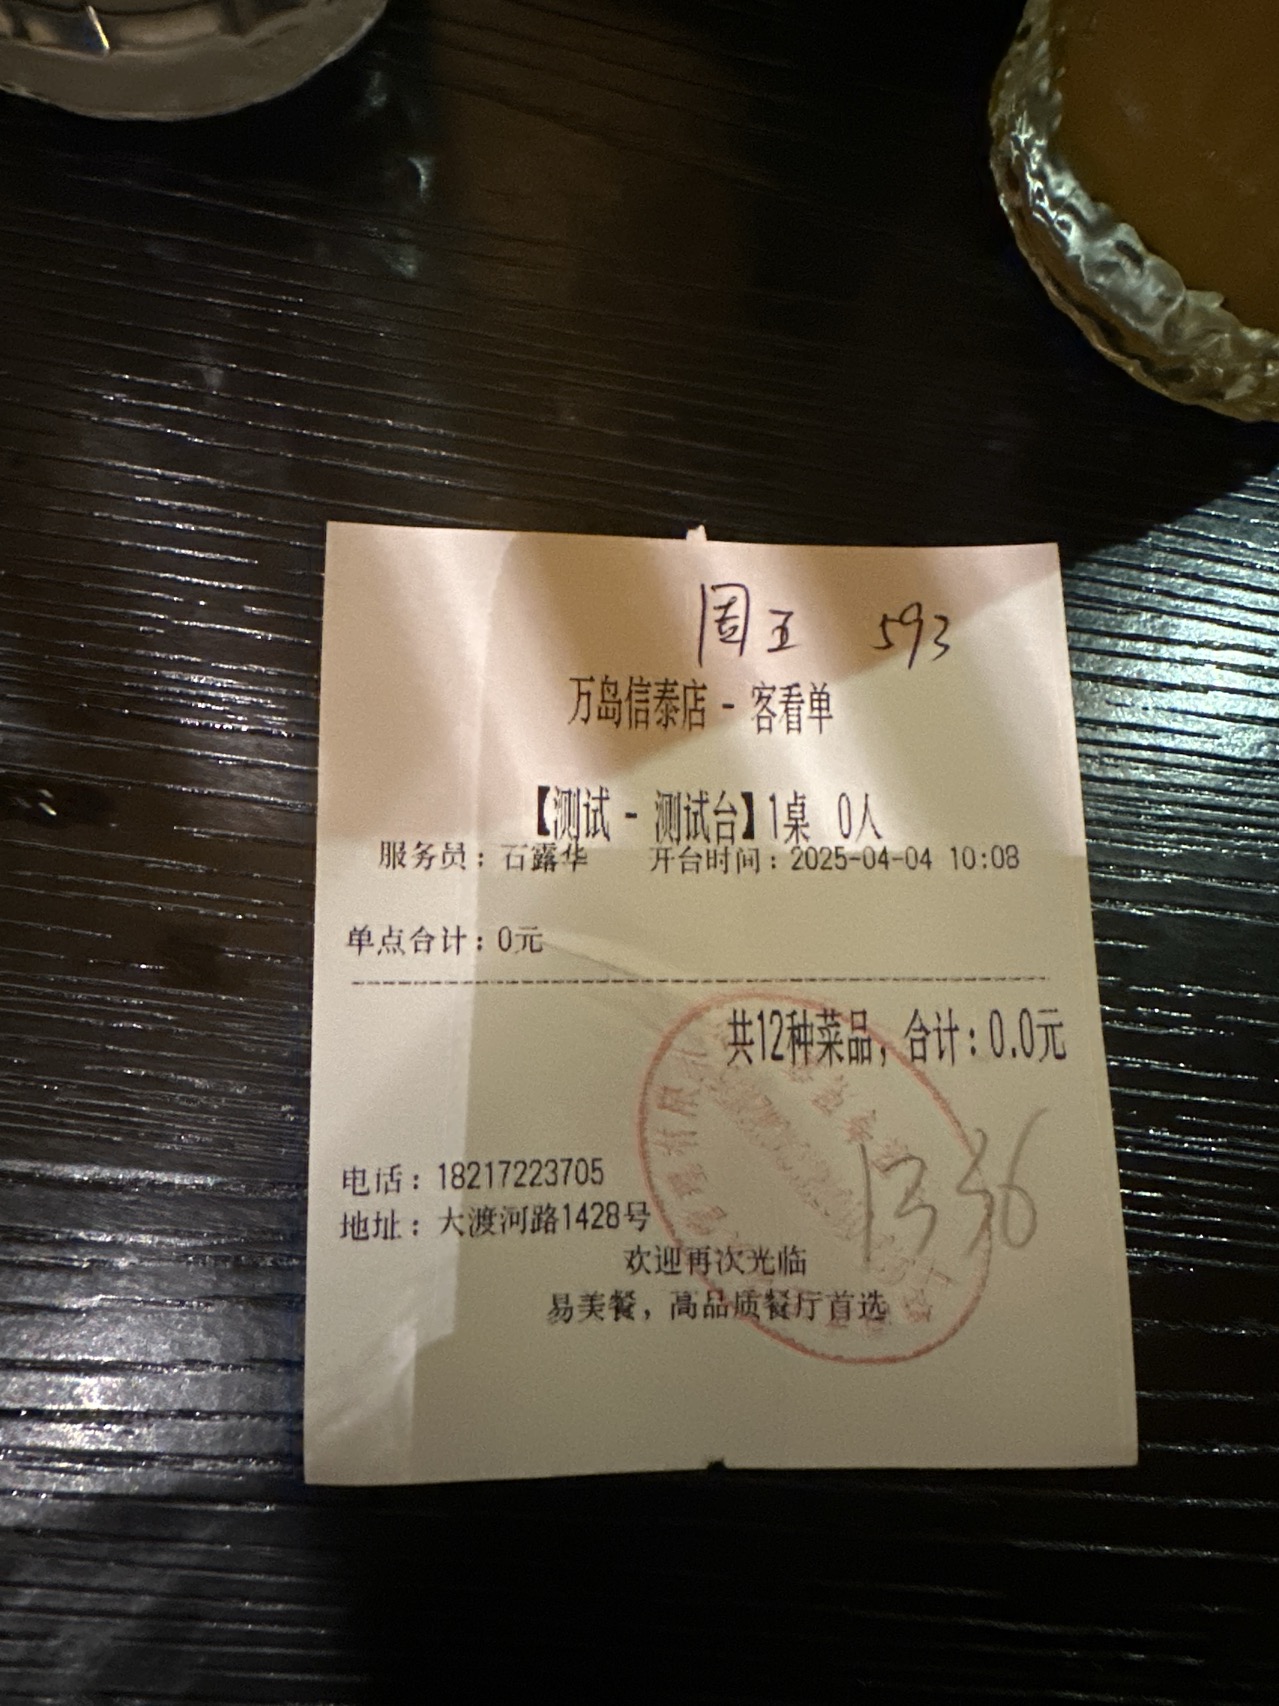 周五 593
万岛信泰店 - 客看单
【测试 - 测试台】1桌 0人
服务员：石露华 开台时间：2025-04-04 10:08
单点合计：0元
共12种菜品，合计：0.0元
电话：18217223705
地址：大渡河路1428号
欢迎再次光临
易美餐，高品质餐厅首选